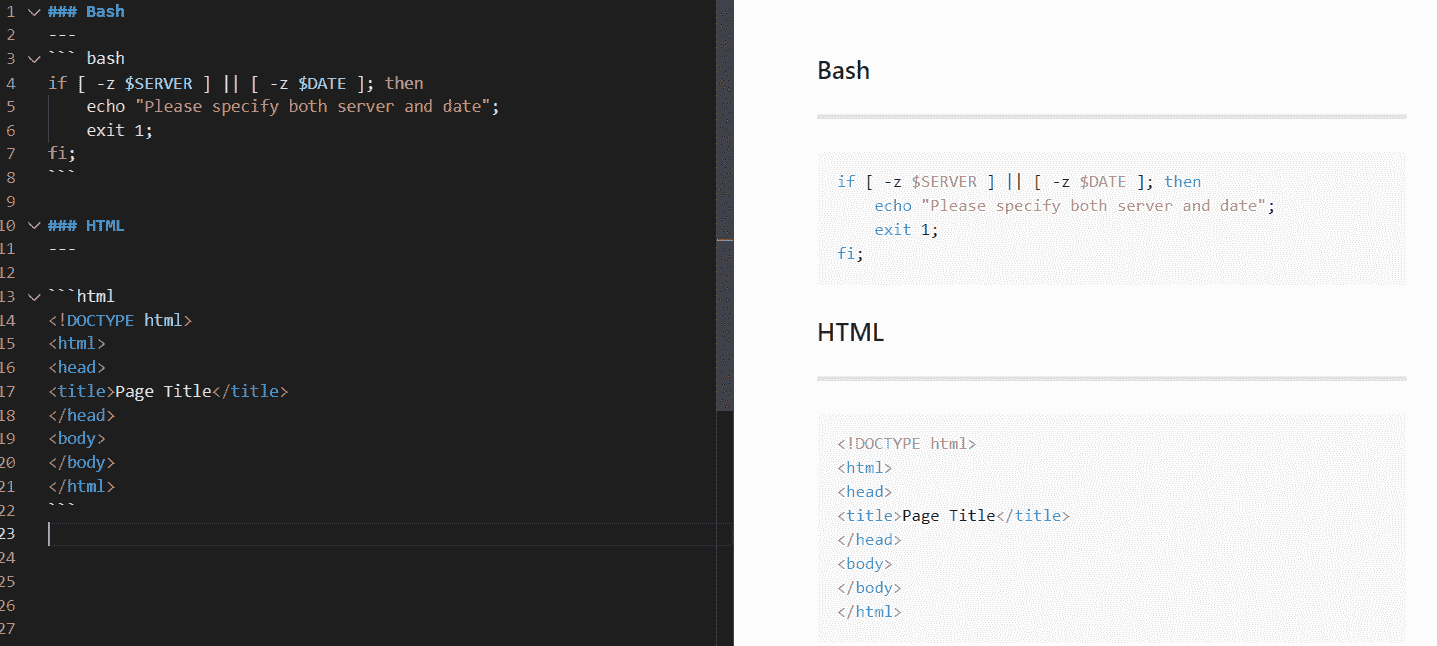 1 ### Bash
2 ---
3 ``` bash
4 if [ -z $SERVER ] || [ -z $DATE ]; then
5     echo "Please specify both server and date";
6     exit 1;
7 fi;
8 ```
9
10 ### HTML
11 ---
12
13 ```html
14 <!DOCTYPE html>
15 <html>
16 <head>
17 <title>Page Title</title>
18 </head>
19 <body>
20 </body>
21 </html>
22 ```
23
24
25
26
27
Bash
if [ -z $SERVER ] || [ -z $DATE ]; then
    echo "Please specify both server and date";
    exit 1;
fi;
HTML
<!DOCTYPE html>
<html>
<head>
<title>Page Title</title>
</head>
<body>
</body>
</html>